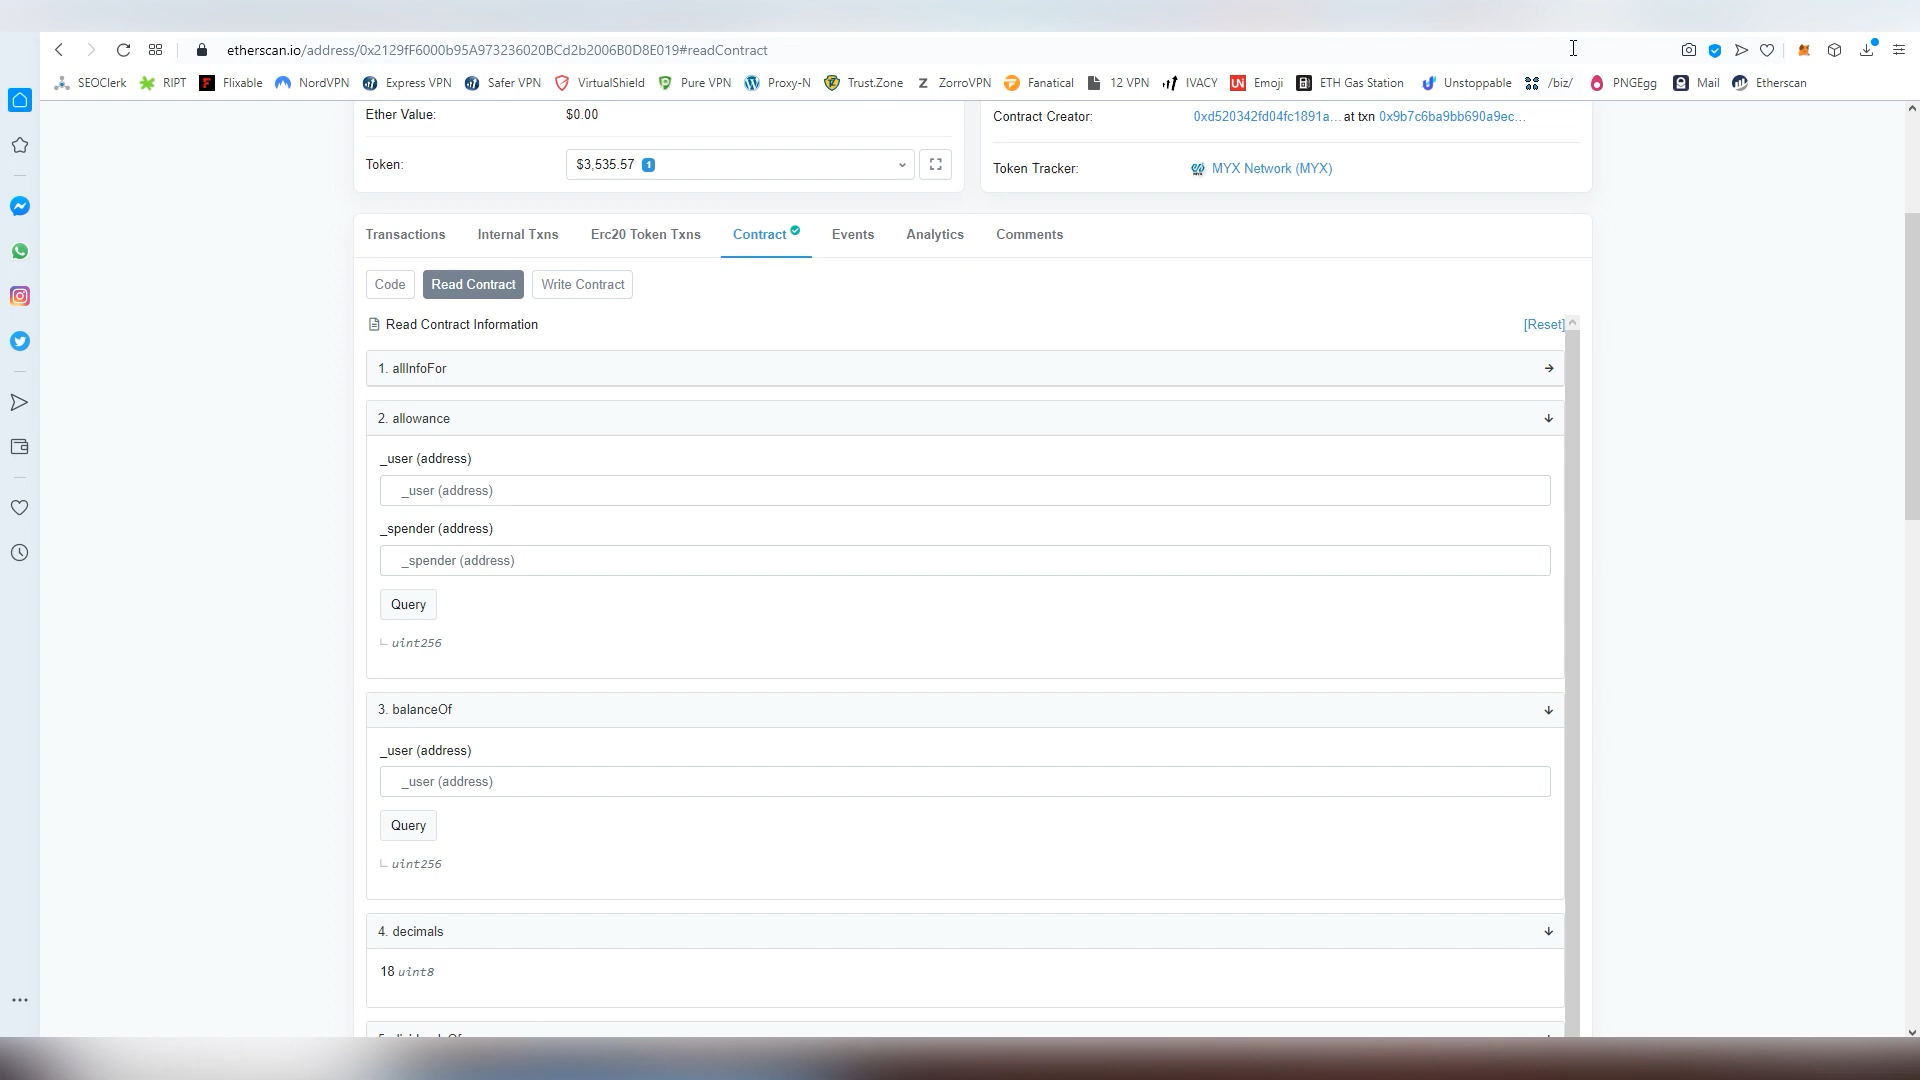 etherscan.io/address/0x2129fF6000b95A973236020BCd2b2006B0D8E019#readContract
SEOClerk RIPT Flixable NordVPN Express VPN Safer VPN VirtualShield Pure VPN Proxy-N Trust.Zone ZorroVPN Fanatical 12 VPN IVACY Emoji ETH Gas Station Unstoppable /biz/ PNGEgg Mail Etherscan
Ether Value: $0.00
Contract Creator: 0xd520342fd04fc1891a... at txn 0x9b7c6ba9bb690a9ec...
Token: $3,535.57 1
Token Tracker: MYX Network (MYX)
Transactions Internal Txns Erc20 Token Txns Contract Events Analytics Comments
Code Read Contract Write Contract
Read Contract Information [Reset]
1. allInfoFor
2. allowance
_user (address)
_user (address)
_spender (address)
_spender (address)
Query
uint256
3. balanceOf
_user (address)
_user (address)
Query
uint256
4. decimals
18 uint8